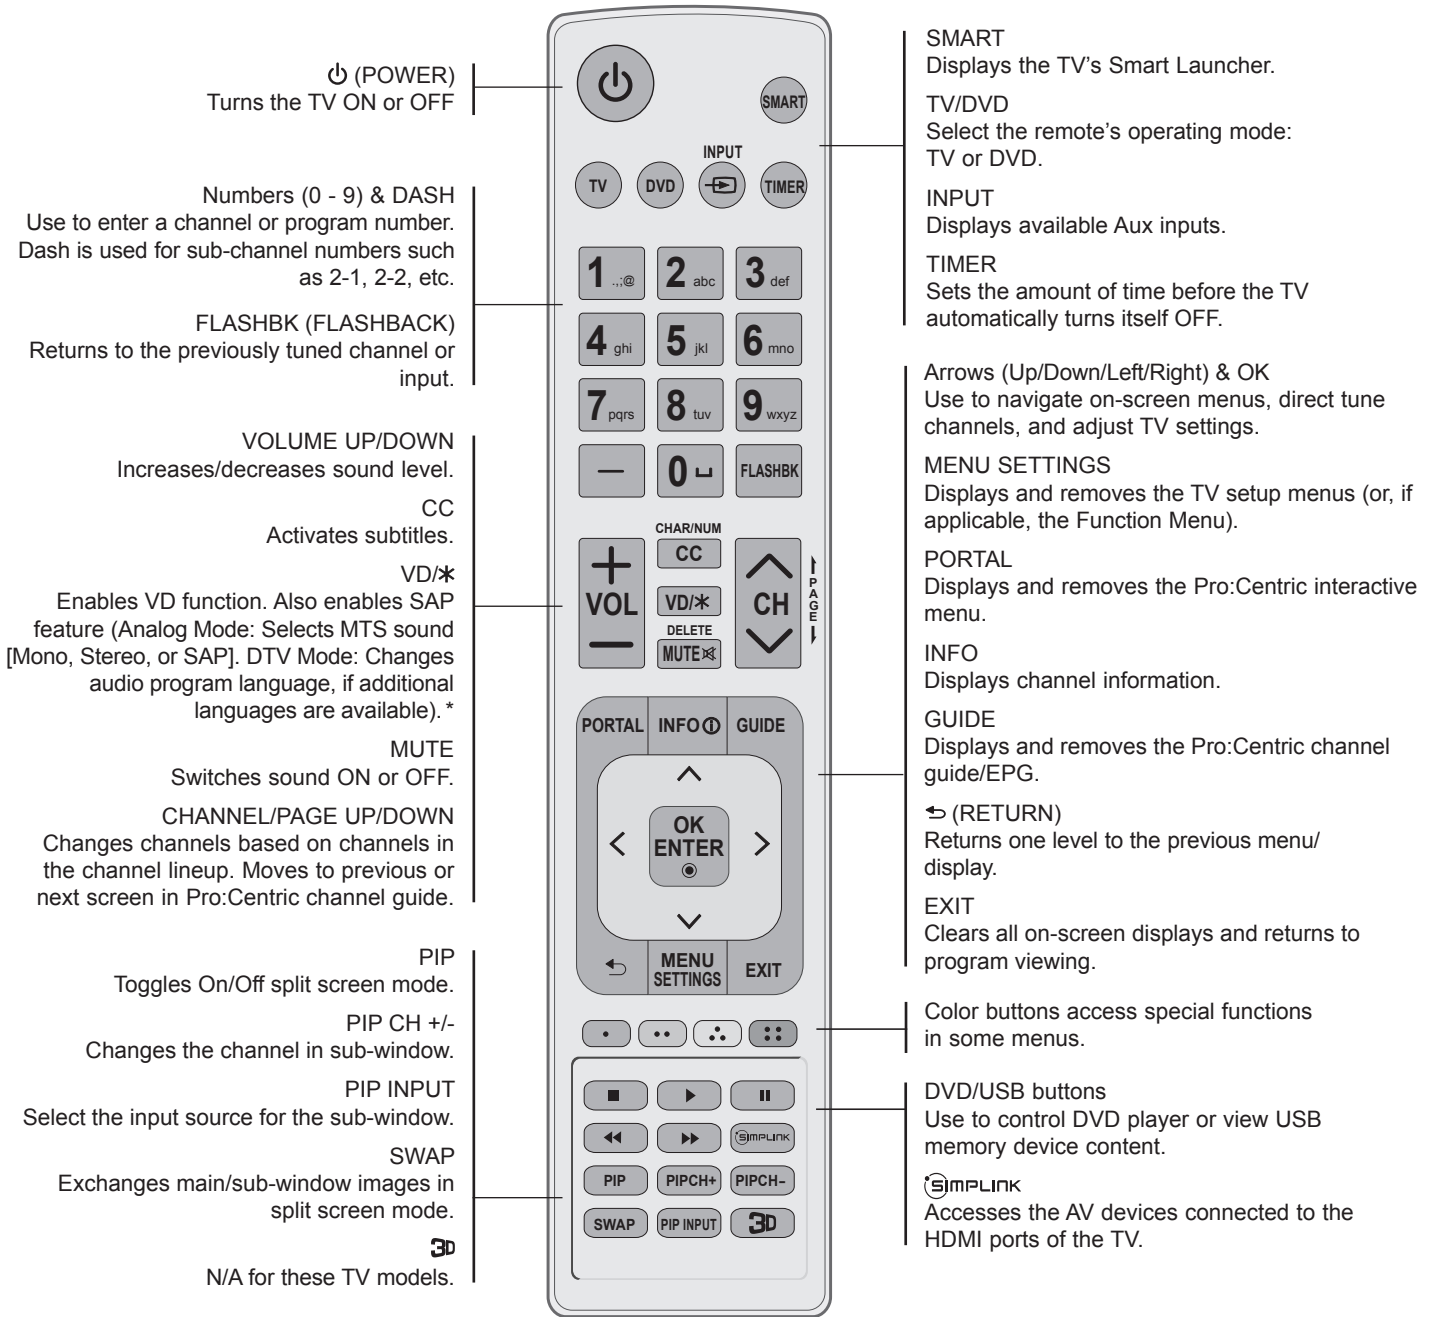 ⏻ (POWER)
Turns the TV ON or OFF
Numbers (0 - 9) & DASH
Use to enter a channel or program number.
Dash is used for sub-channel numbers such
as 2-1, 2-2, etc.
FLASHBK (FLASHBACK)
Returns to the previously tuned channel or
input.
VOLUME UP/DOWN
Increases/decreases sound level.
CC
Activates subtitles.
VD/*
Enables VD function. Also enables SAP
feature (Analog Mode: Selects MTS sound
[Mono, Stereo, or SAP]. DTV Mode: Changes
audio program language, if additional
languages are available). *
MUTE
Switches sound ON or OFF.
CHANNEL/PAGE UP/DOWN
Changes channels based on channels in
the channel lineup. Moves to previous or
next screen in Pro:Centric channel guide.
PIP
Toggles On/Off split screen mode.
PIP CH +/-
Changes the channel in sub-window.
PIP INPUT
Select the input source for the sub-window.
SWAP
Exchanges main/sub-window images in
split screen mode.
3D
N/A for these TV models.
SMART
INPUT
TV DVD TIMER
1 .,;@ 2 abc 3 def
4 ghi 5 jkl 6 mno
7 pqrs 8 tuv 9 wxyz
— 0 ␣ FLASHBK
CHAR/NUM
CC
+ VOL —
VD/*
CH
PAGE
DELETE
MUTE
PORTAL INFO GUIDE
OK
ENTER
MENU
SETTINGS
EXIT
SIMPLINK
PIP PIPCH+ PIPCH-
SWAP PIP INPUT 3D
SMART
Displays the TV's Smart Launcher.
TV/DVD
Select the remote's operating mode:
TV or DVD.
INPUT
Displays available Aux inputs.
TIMER
Sets the amount of time before the TV
automatically turns itself OFF.
Arrows (Up/Down/Left/Right) & OK
Use to navigate on-screen menus, direct tune
channels, and adjust TV settings.
MENU SETTINGS
Displays and removes the TV setup menus (or, if
applicable, the Function Menu).
PORTAL
Displays and removes the Pro:Centric interactive
menu.
INFO
Displays channel information.
GUIDE
Displays and removes the Pro:Centric channel
guide/EPG.
⮌ (RETURN)
Returns one level to the previous menu/
display.
EXIT
Clears all on-screen displays and returns to
program viewing.
Color buttons access special functions
in some menus.
DVD/USB buttons
Use to control DVD player or view USB
memory device content.
SIMPLINK
Accesses the AV devices connected to the
HDMI ports of the TV.